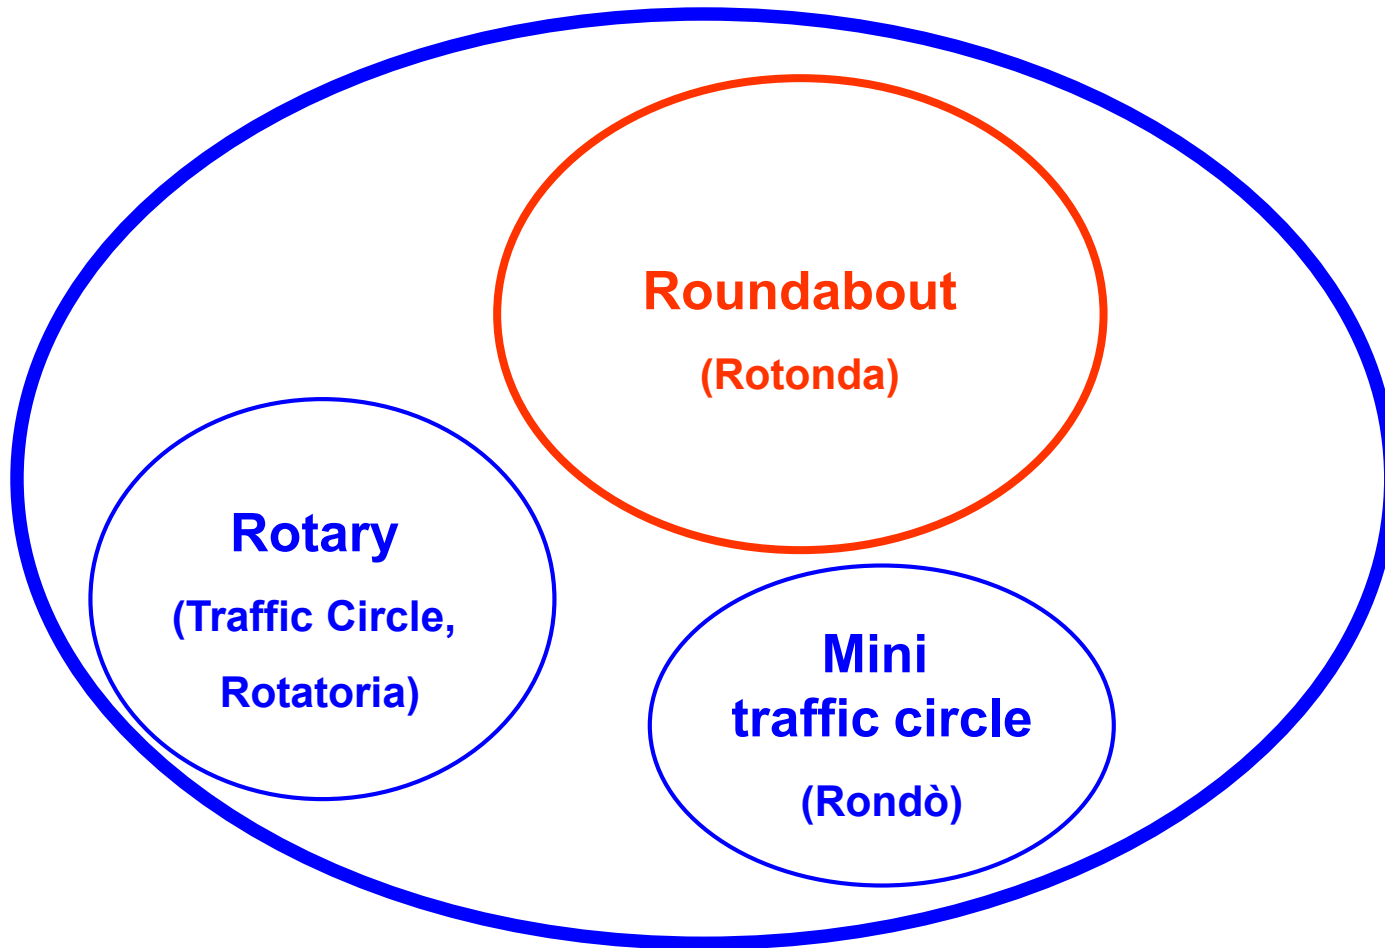 Roundabout
(Rotonda)
Rotary
(Traffic Circle,
Rotatoria)
Mini
traffic circle
(Rondò)